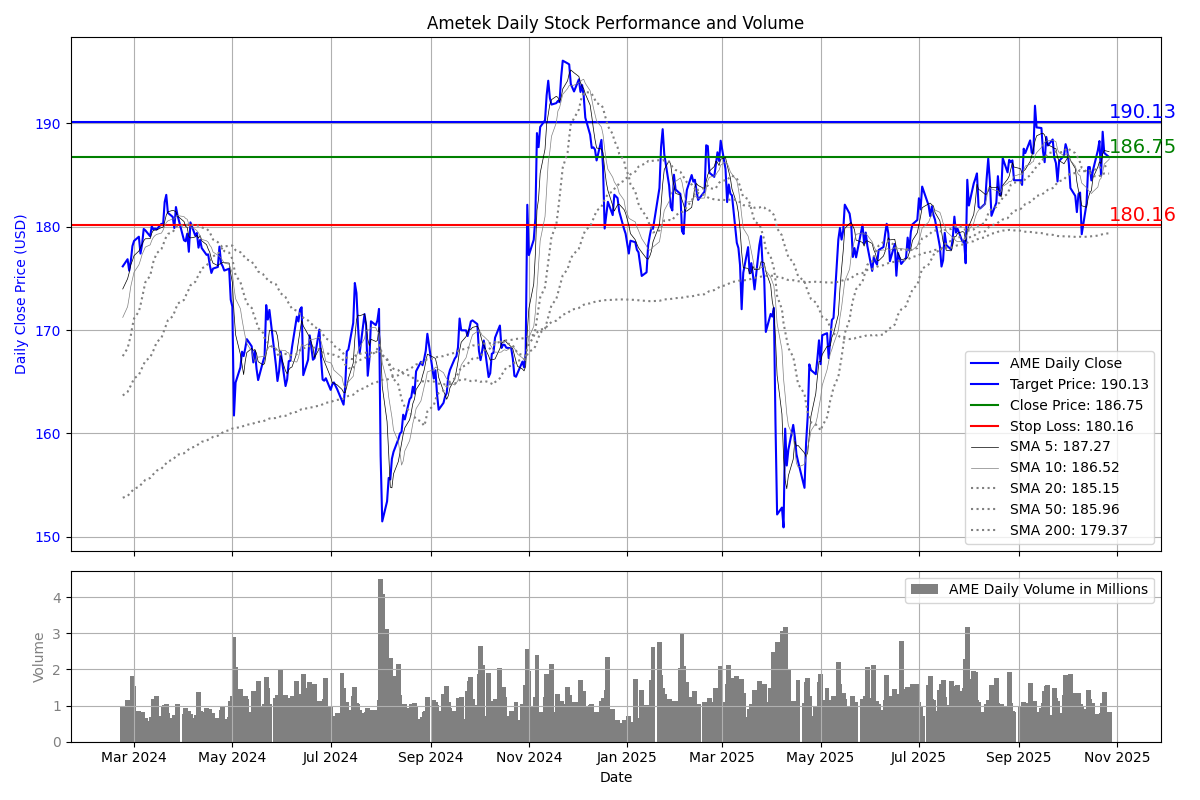 Ametek Daily Stock Performance and Volume
Daily Close Price (USD)
190
180
170
160
150
190.13
186.75
180.16
AME Daily Close
Target Price: 190.13
Close Price: 186.75
Stop Loss: 180.16
SMA 5: 187.27
SMA 10: 186.52
SMA 20: 185.15
SMA 50: 185.96
SMA 200: 179.37
Volume
4
3
2
1
0
AME Daily Volume in Millions
Mar 2024 May 2024 Jul 2024 Sep 2024 Nov 2024 Jan 2025 Mar 2025 May 2025 Jul 2025 Sep 2025 Nov 2025
Date